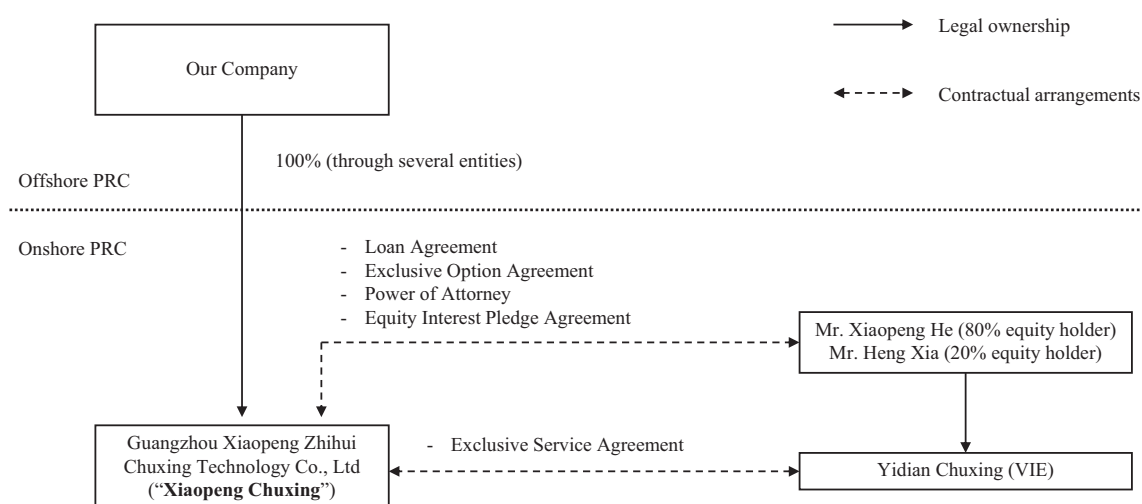 Legal ownership
Our Company
Contractual arrangements
100% (through several entities)
Offshore PRC
Onshore PRC
- Loan Agreement
- Exclusive Option Agreement
- Power of Attorney
- Equity Interest Pledge Agreement
Mr. Xiaopeng He (80% equity holder)
Mr. Heng Xia (20% equity holder)
Guangzhou Xiaopeng Zhihui
Chuxing Technology Co., Ltd
(“Xiaopeng Chuxing”)
- Exclusive Service Agreement
Yidian Chuxing (VIE)